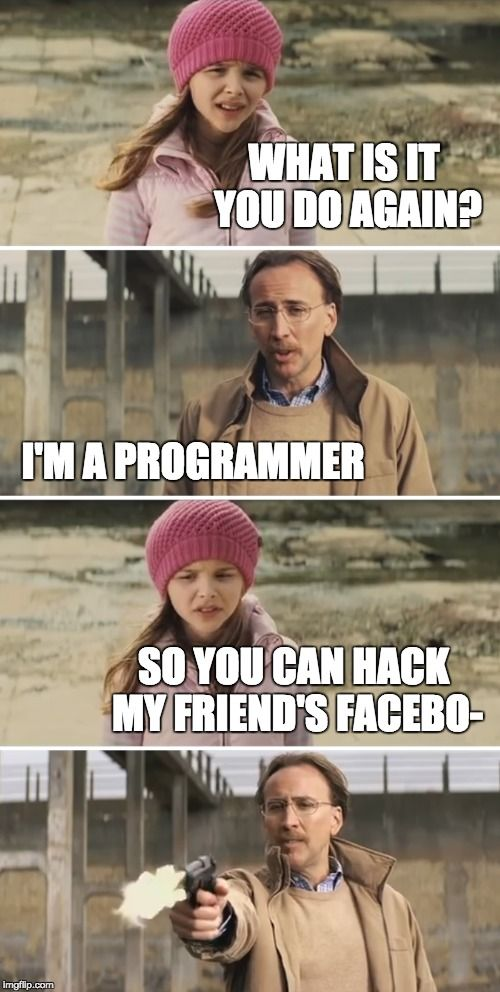 WHAT IS IT
YOU DO AGAIN?
I'M A PROGRAMMER
SO YOU CAN HACK
MY FRIEND'S FACEBO-
imgflip.com